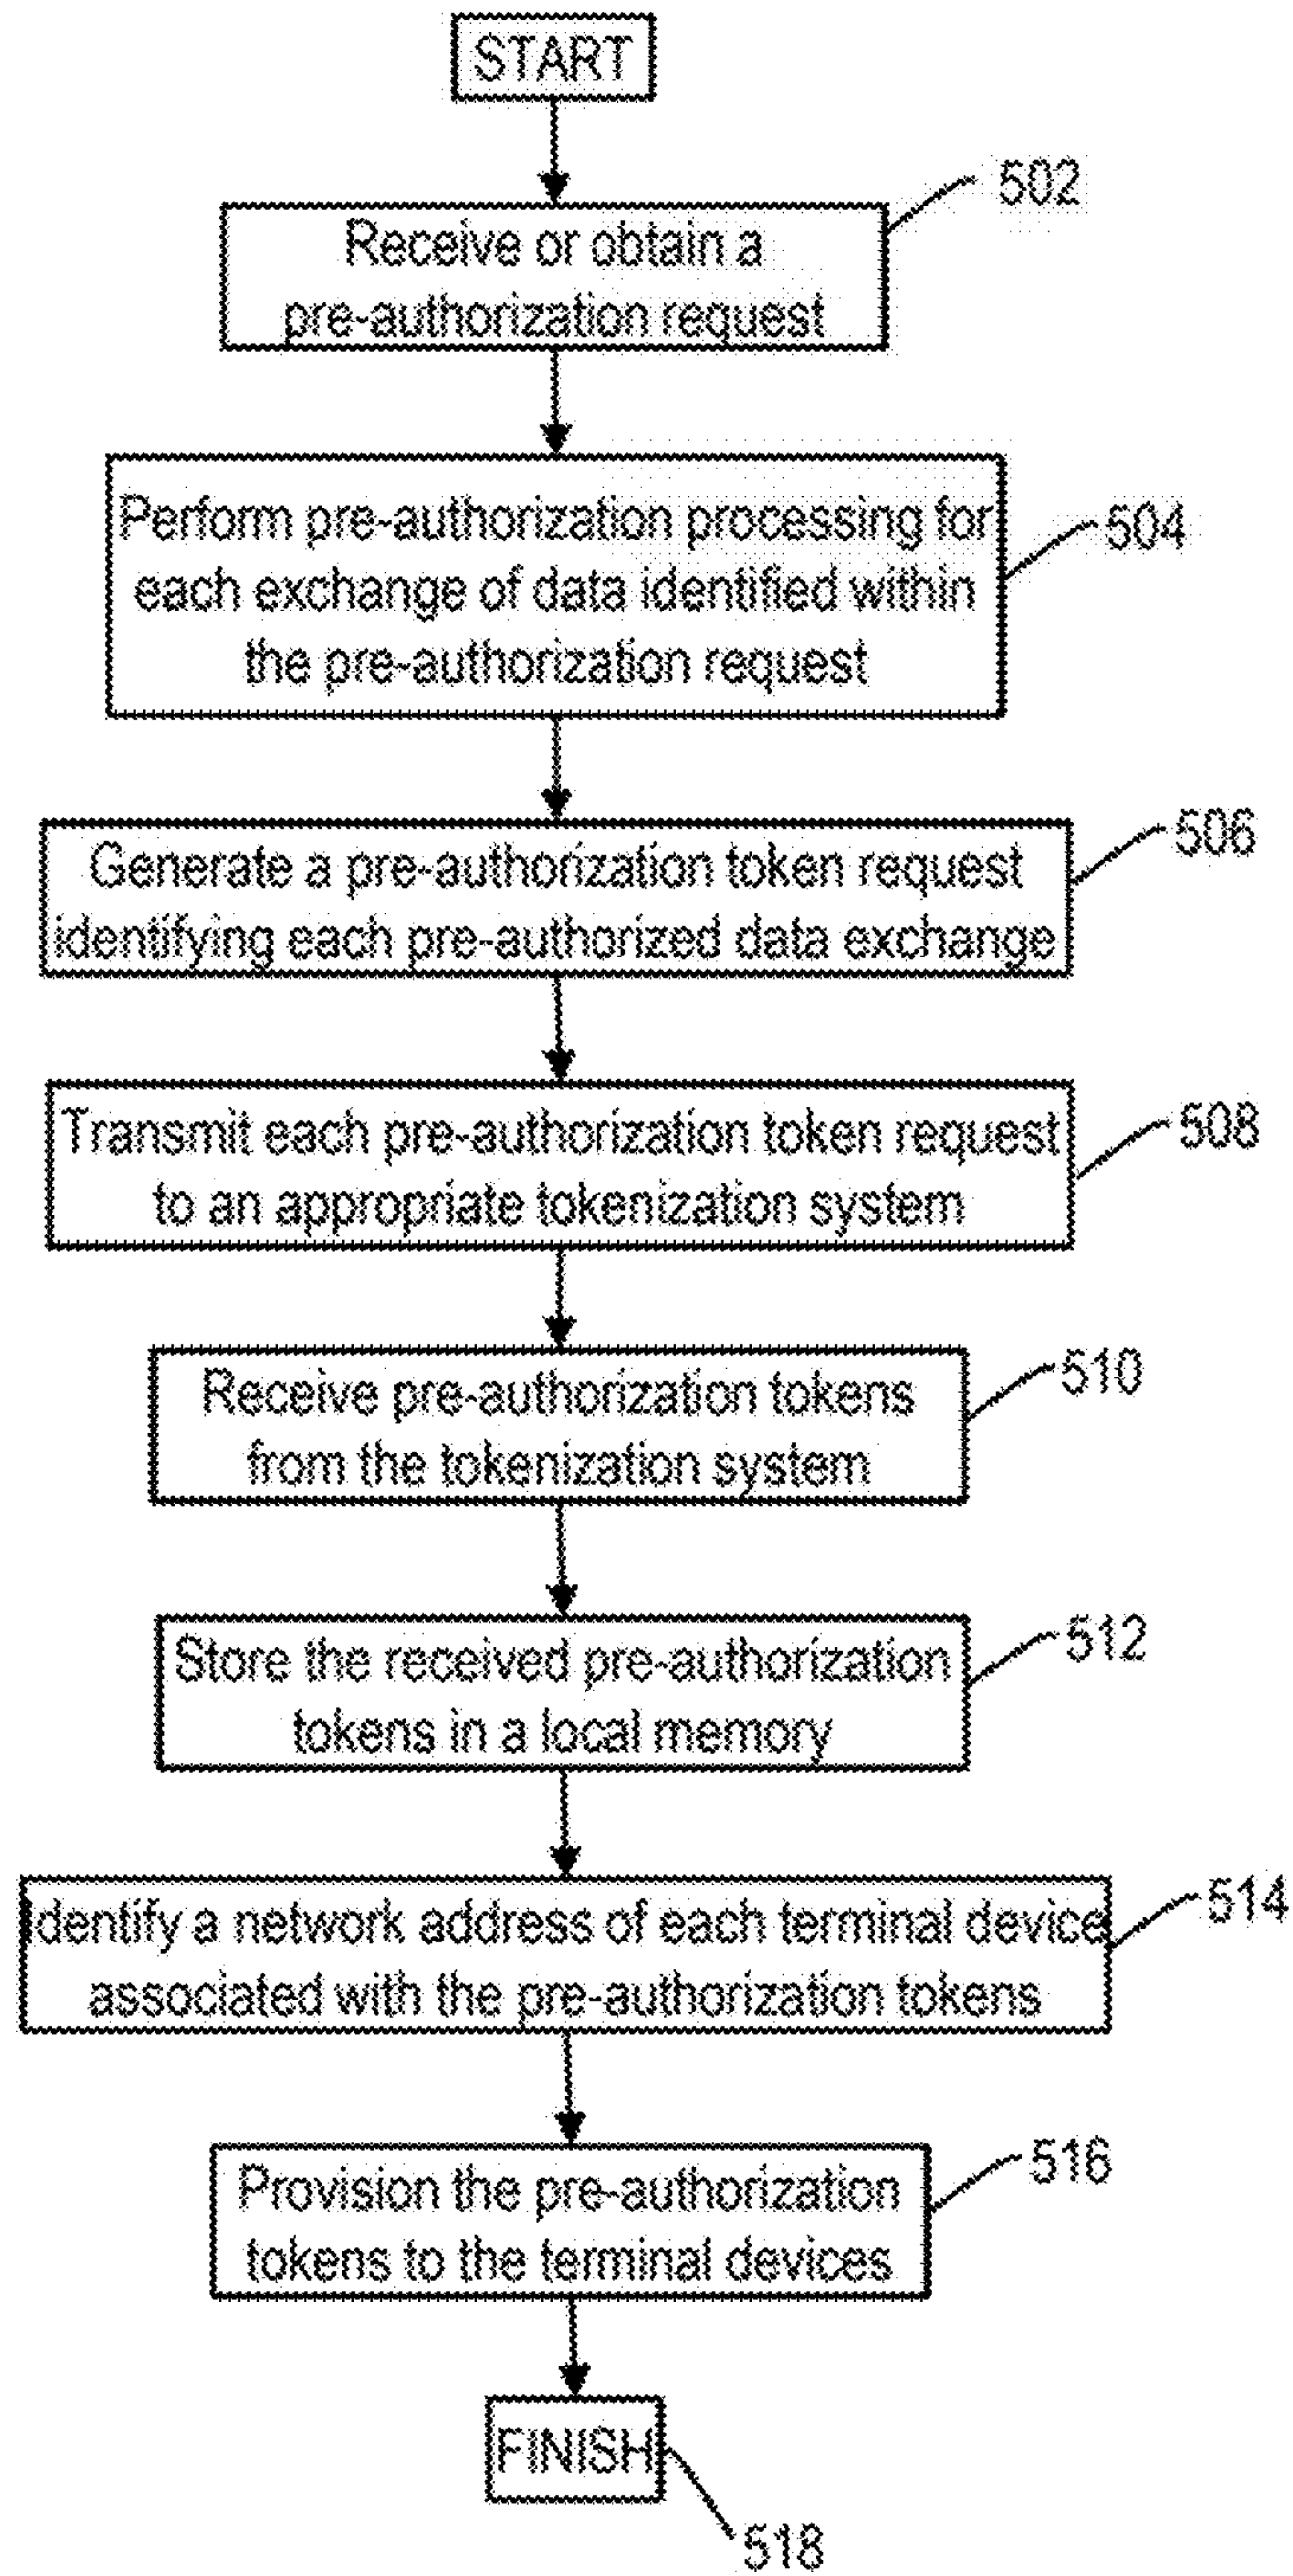 START
502
Receive or obtain a
pre-authorization request
504
Perform pre-authorization processing for
each exchange of data identified within
the pre-authorization request
506
Generate a pre-authorization token request
identifying each pre-authorized data exchange
508
Transmit each pre-authorization token request
to an appropriate tokenization system
510
Receive pre-authorization tokens
from the tokenization system
512
Store the received pre-authorization
tokens in a local memory
514
Identify a network address of each terminal device
associated with the pre-authorization tokens
516
Provision the pre-authorization
tokens to the terminal devices
FINISH
518